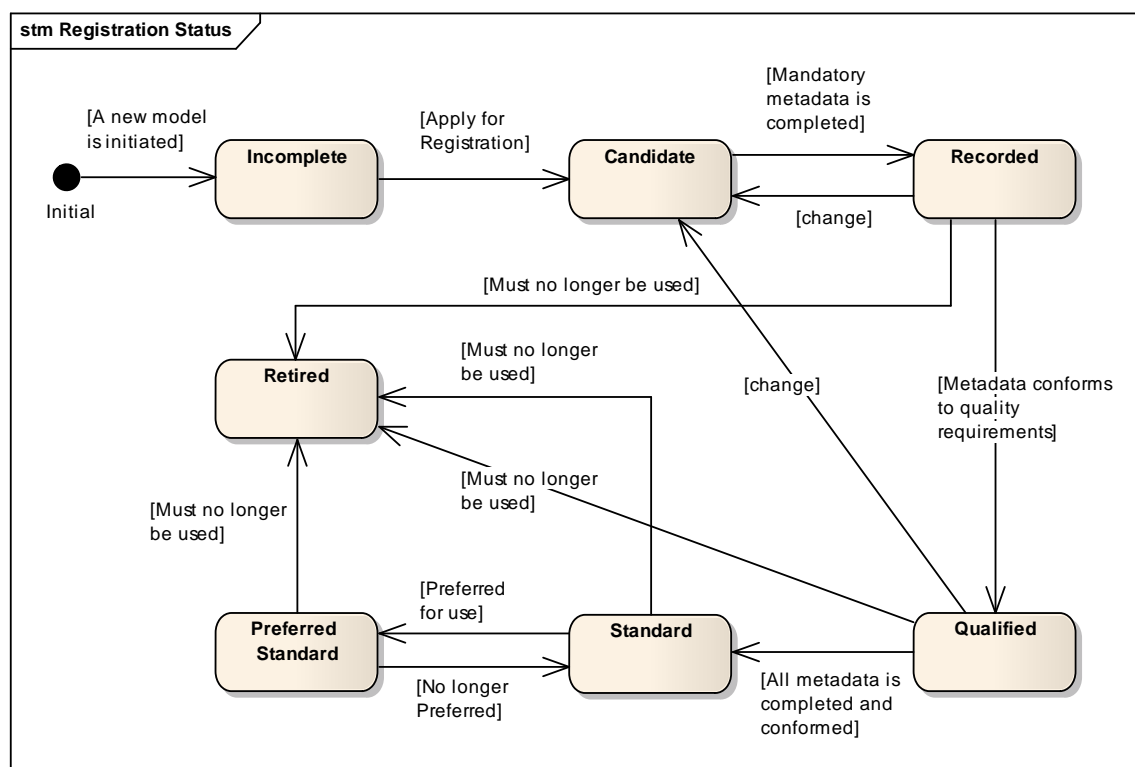 stm Registration Status
[A new model
is initiated]
Initial
Incomplete
[Apply for
Registration]
Candidate
[Mandatory
metadata is
completed]
Recorded
[change]
[Must no longer be used]
Retired
[Must no longer
be used]
[change]
[Metadata conforms
to quality
requirements]
[Must no longer
be used]
[Must no longer
be used]
Preferred
Standard
[Preferred
for use]
[No longer
Preferred]
Standard
[All metadata is
completed and
conformed]
Qualified